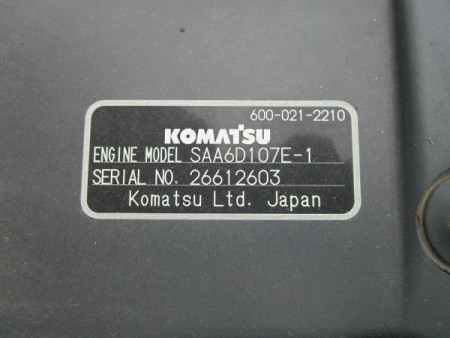 600-021-2210
KOMATSU
ENGINE MODEL SAA6D107E-1
SERIAL NO. 26612603
Komatsu Ltd. Japan